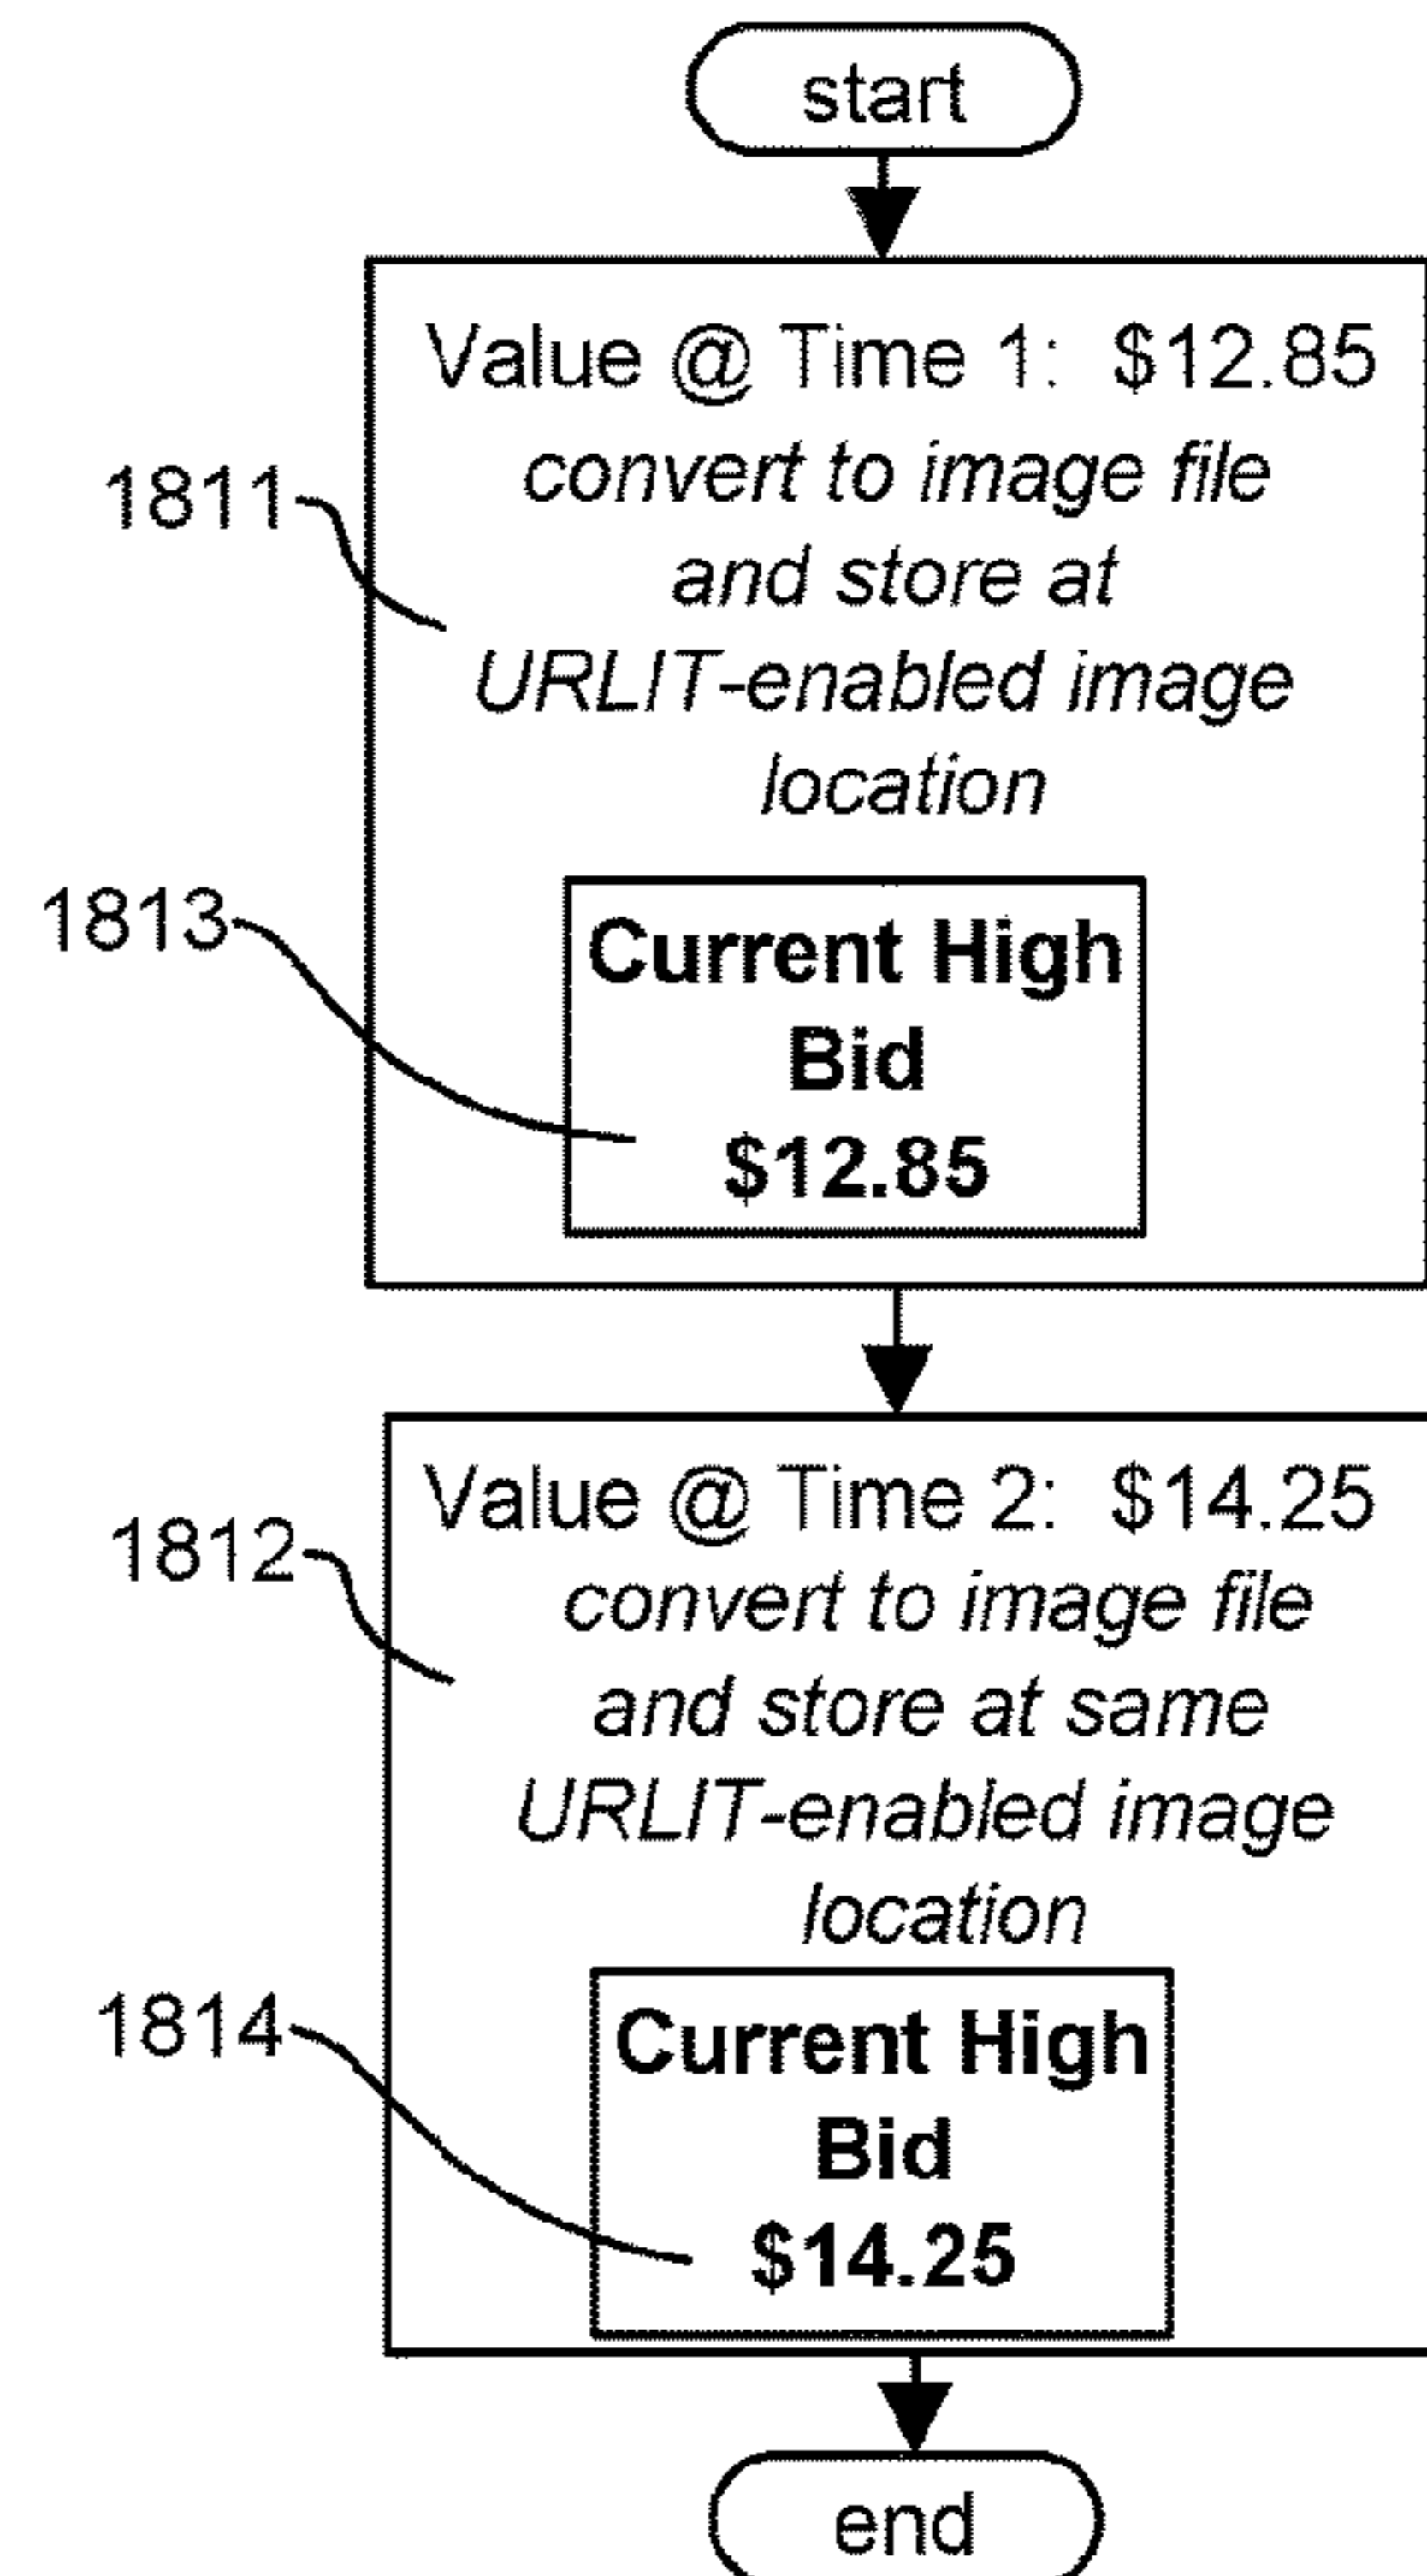 start
Value @ Time 1: $12.85
convert to image file
1811
and store at
URLIT-enabled image
location
1813
Current High
Bid
$12.85
Value @ Time 2: $14.25
1812
convert to image file
and store at same
URLIT-enabled image
location
1814
Current High
Bid
$14.25
end